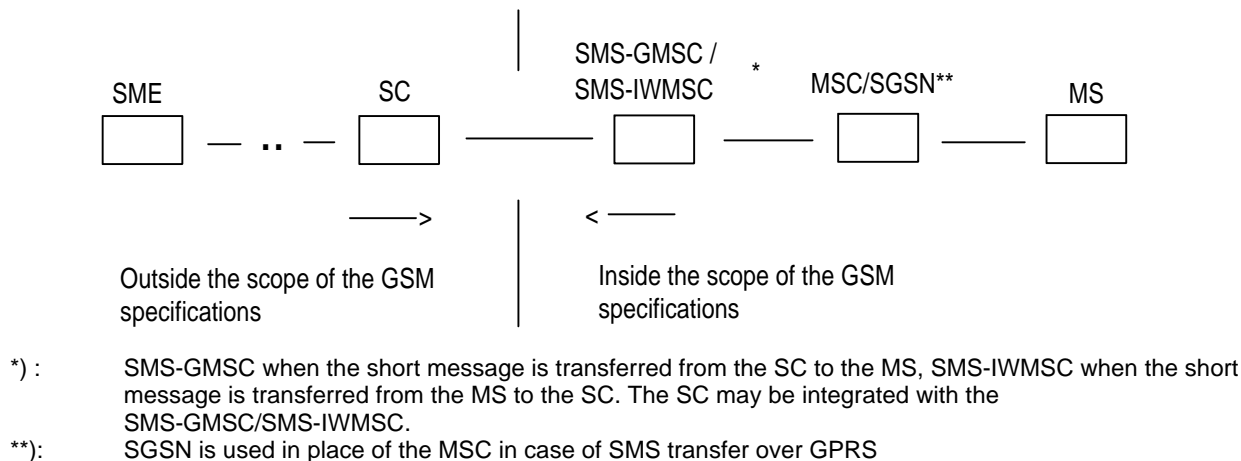 SMS-GMSC /
SMS-IWMSC
*
MSC/SGSN**
SME
SC
MS
..
>
<
Outside the scope of the GSM
specifications
Inside the scope of the GSM
specifications
*) : SMS-GMSC when the short message is transferred from the SC to the MS, SMS-IWMSC when the short
message is transferred from the MS to the SC. The SC may be integrated with the
SMS-GMSC/SMS-IWMSC.
**): SGSN is used in place of the MSC in case of SMS transfer over GPRS